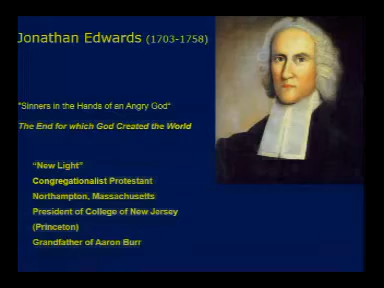 Jonathan Edwards (1703-1758)
"Sinners in the Hands of an Angry God"
The End for which God Created the World
"New Light"
Congregationalist Protestant
Northampton, Massachusetts
President of College of New Jersey
(Princeton)
Grandfather of Aaron Burr